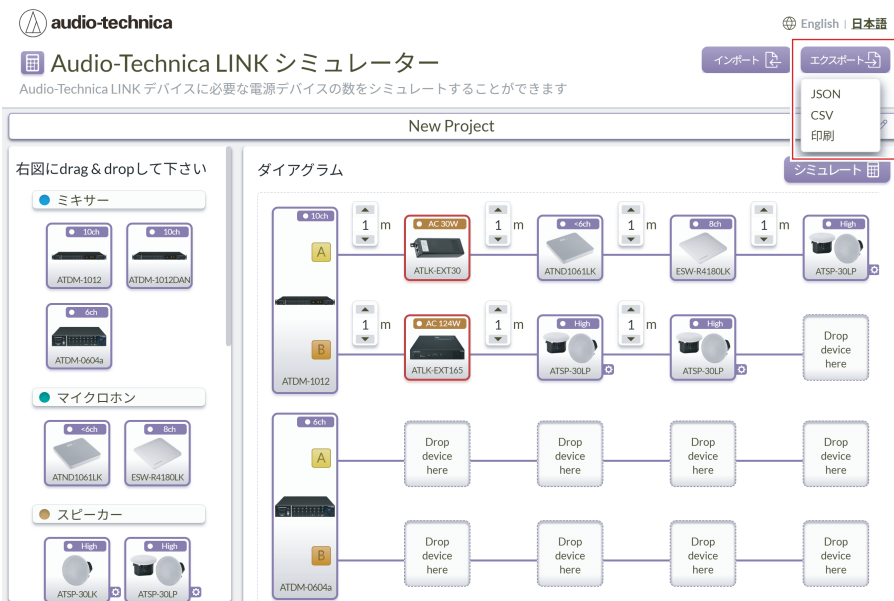 audio-technica
English | 日本語
Audio-Technica LINK シミュレーター
インポート
エクスポート
Audio-Technica LINK デバイスに必要な電源デバイスの数をシミュレートすることができます
JSON
CSV
印刷
New Project
右図にdrag & dropして下さい
ダイアグラム
シミュレート
ミキサー
10ch
ATDM-1012
10ch
ATDM-1012DAN
6ch
ATDM-0604a
マイクロホン
<6ch
ATND1061LK
8ch
ESW-R4180LK
スピーカー
High
ATSP-30LK
High
ATSP-30LP
10ch
A
B
ATDM-1012
1 m
AC 30W
ATLK-EXT30
1 m
<6ch
ATND1061LK
1 m
8ch
ESW-R4180LK
1 m
High
ATSP-30LP
1 m
AC 124W
ATLK-EXT165
1 m
High
ATSP-30LP
1 m
High
ATSP-30LP
Drop
device
here
6ch
A
B
ATDM-0604a
Drop
device
here
Drop
device
here
Drop
device
here
Drop
device
here
Drop
device
here
Drop
device
here
Drop
device
here
Drop
device
here